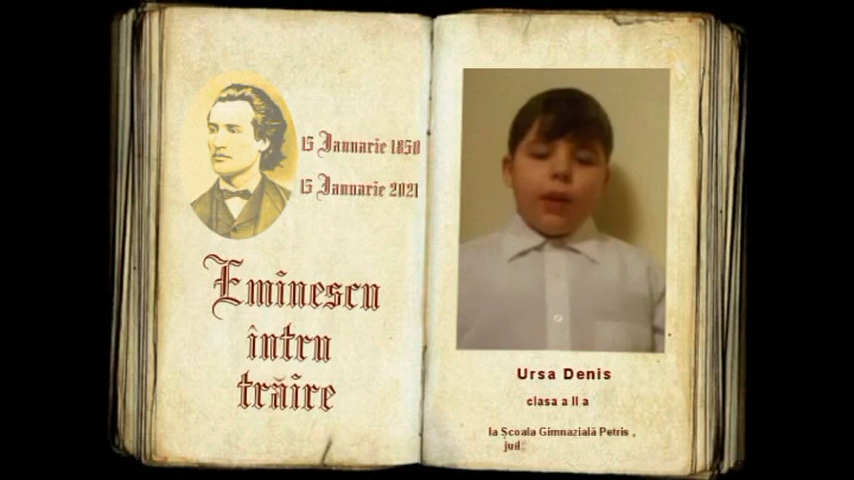 15 Ianuarie 1850
15 Ianuarie 2021
Eminescu
întru
trăire
Ursa Denis
clasa a II a
la Școala Gimnazială Petris ,
jud